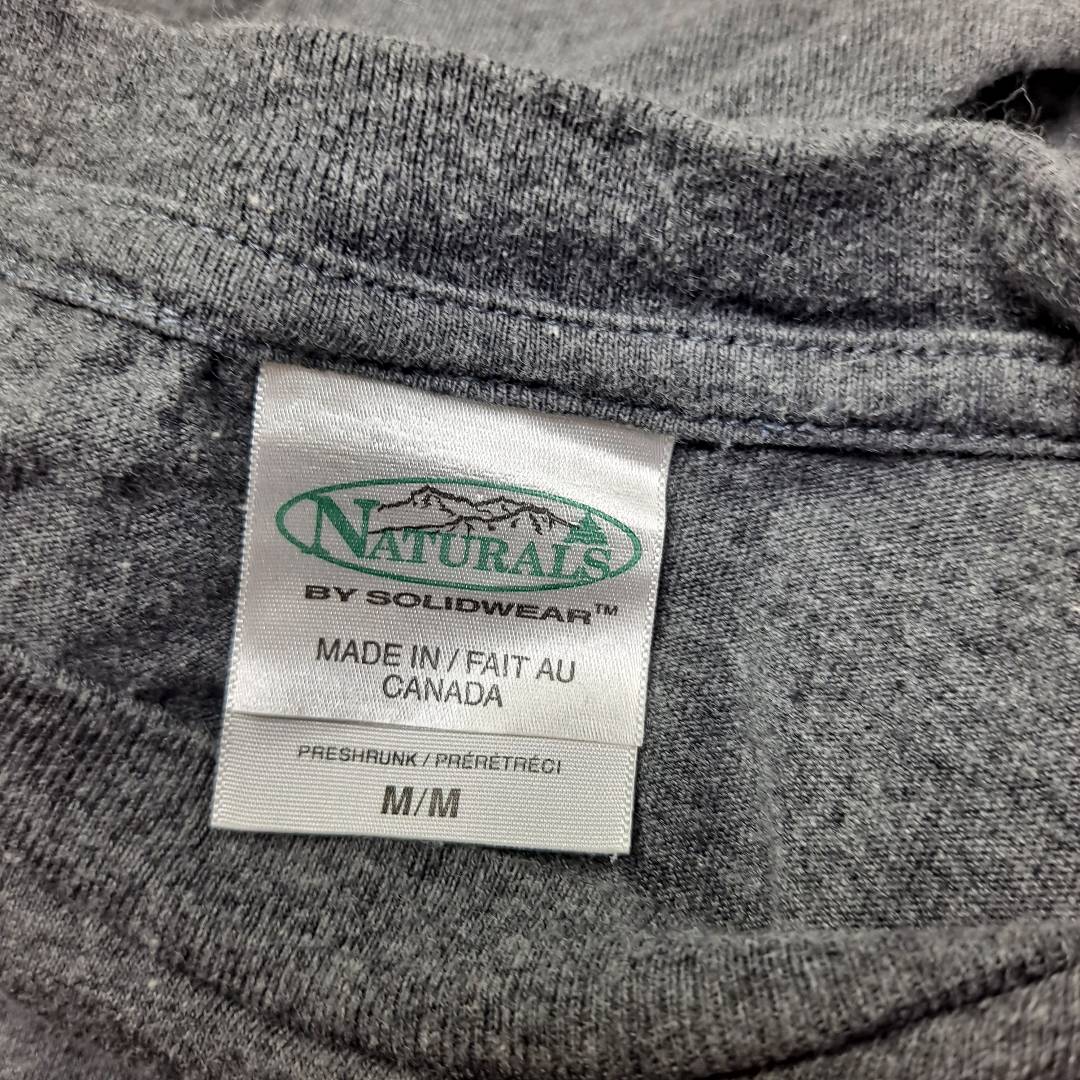 NATURALS
BY SOLIDWEAR™
MADE IN / FAIT AU
CANADA
PRESHRUNK / PRÉRÉTRÉCI
M/M